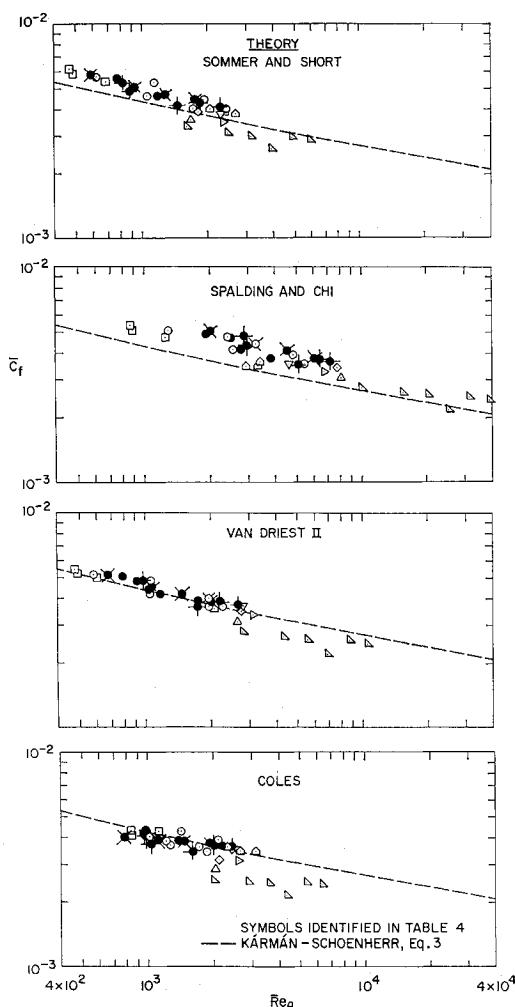 10⁻²
THEORY
SOMMER AND SHORT
10⁻³
10⁻²
SPALDING AND CHI
C̄f
10⁻³
10⁻²
VAN DRIEST II
10⁻²
COLES
SYMBOLS IDENTIFIED IN TABLE 4
KÁRMÁN-SCHOENHERR, Eq. 3
10⁻³
4×10² 10³ 10⁴ 4×10⁴